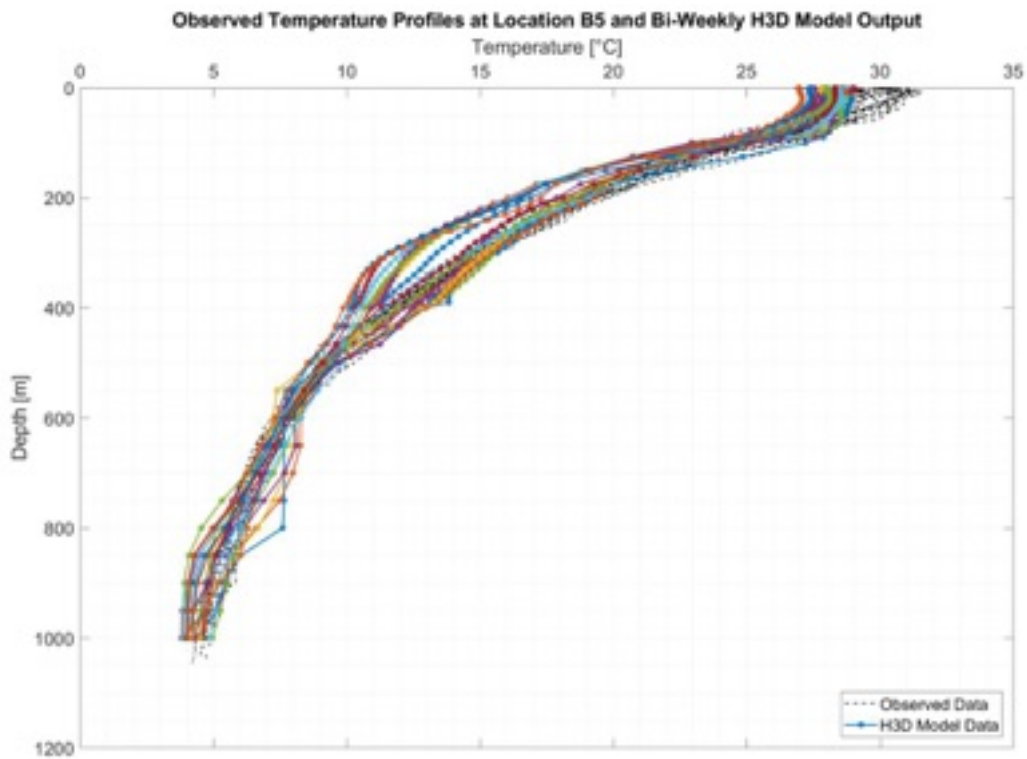 Observed Temperature Profiles at Location B5 and Bi-Weekly H3D Model Output
Temperature [°C]
0 5 10 15 20 25 30 35
0
200
400
600
800
1000
1200
Depth [m]
Observed Data
H3D Model Data